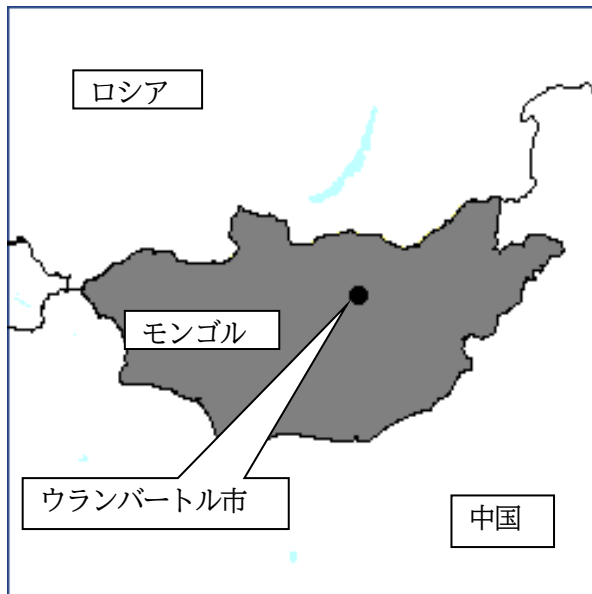 ロシア
モンゴル
ウランバートル市
中国